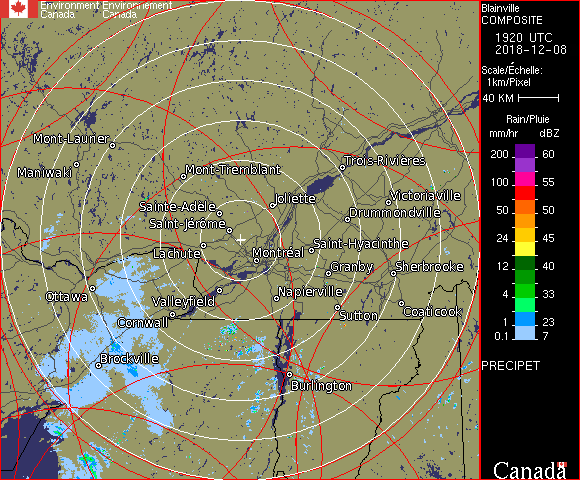 Environment Environnement
Canada Canada
Blainville
COMPOSITE
1920 UTC
2018-12-08
Scale/Échelle:
1km/Pixel
40 KM
Rain/Pluie
mm/hr dBZ
200 60
100 55
50 50
24 45
12 40
4 33
1 23
0.1 7
PRECIPET
Canada
Mont-Laurier
Maniwaki
Mont-Tremblant
Trois-Rivières
Joliette
Victoriaville
Sainte-Adèle
Drummondville
Saint-Jérôme
Lachute
Montréal
Saint-Hyacinthe
Granby
Sherbrooke
Ottawa
Valleyfield
Napierville
Cornwall
Sutton
Coaticook
Brockville
Burlington